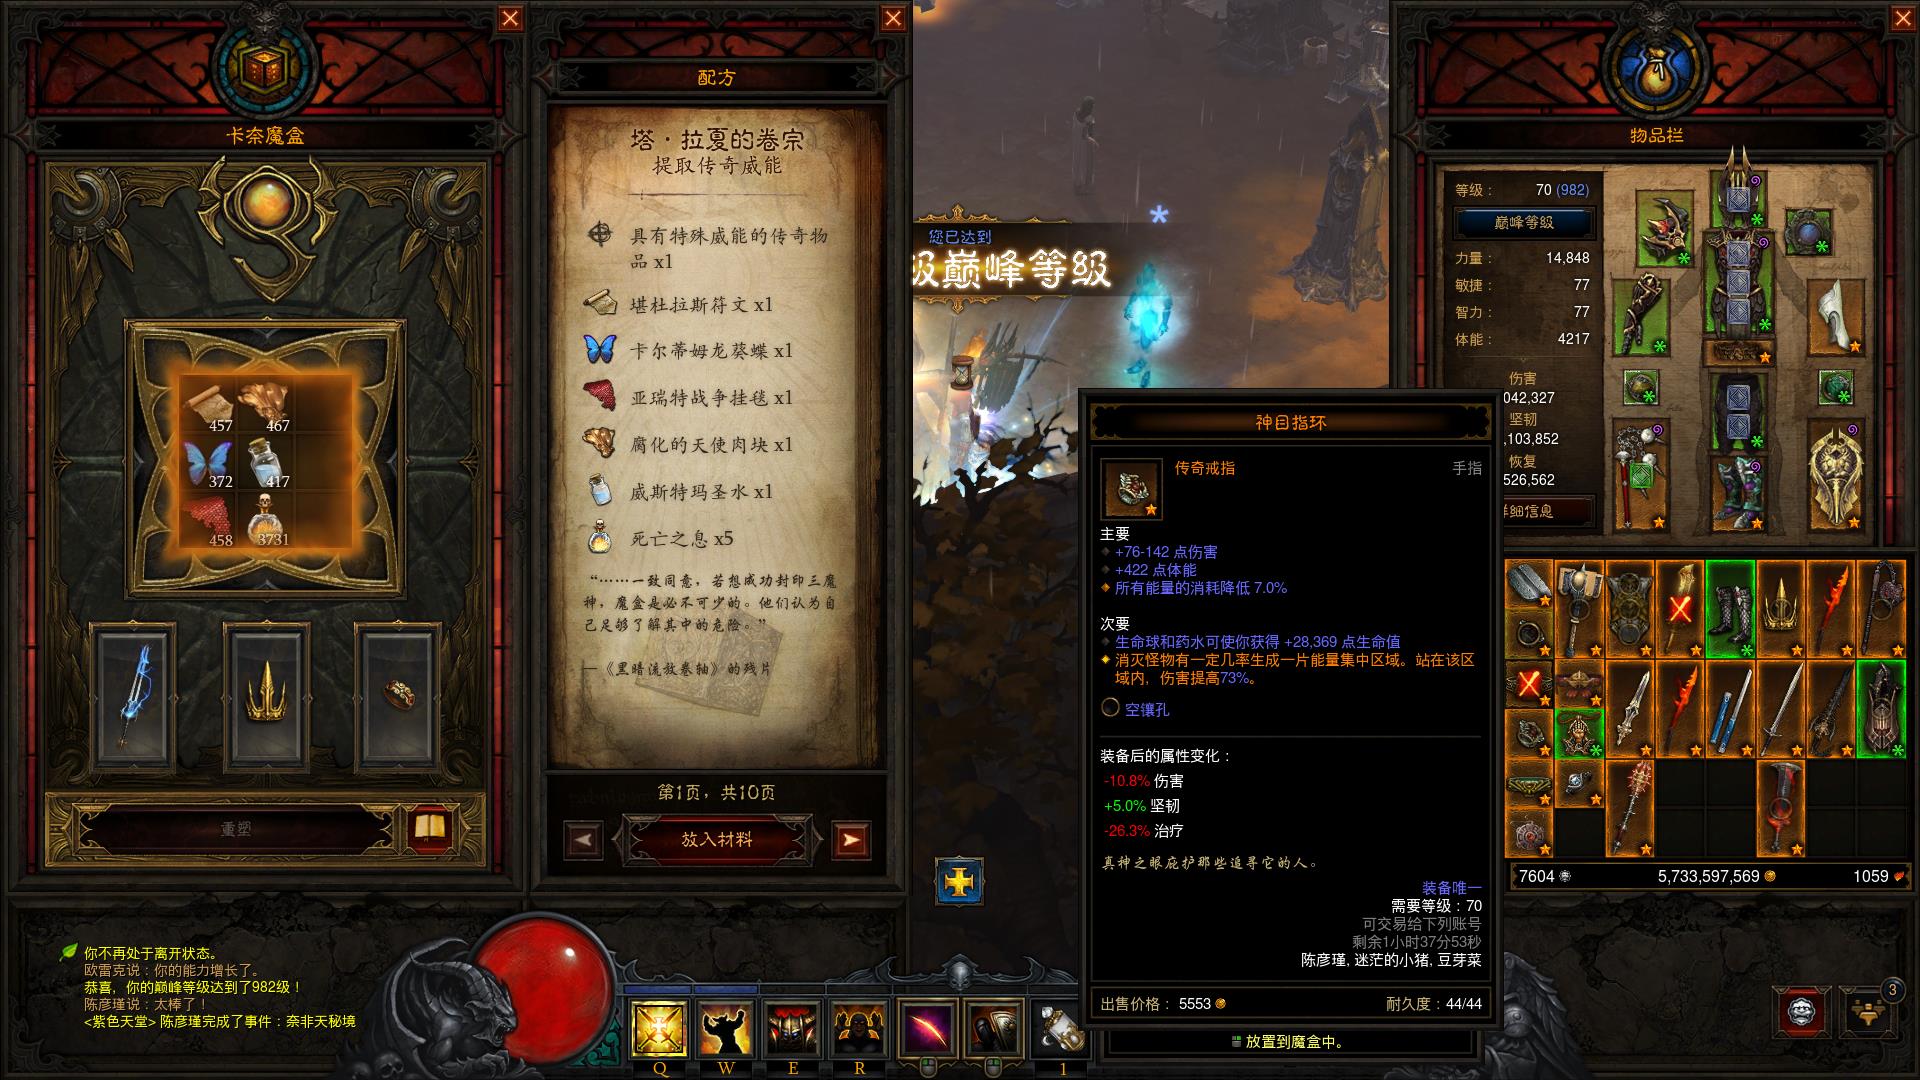 卡奈魔盒
457
467
372
417
458
3731
重塑
配方
塔·拉夏的卷宗
提取传奇威能
具有特殊威能的传奇物
品 x1
堪杜拉斯符文 x1
卡尔蒂姆龙葵蝶 x1
亚瑞特战争挂毯 x1
腐化的天使肉块 x1
威斯特玛圣水 x1
死亡之息 x5
“……一致同意，若想成功封印三魔
神，魔盒是必不可少的。他们认为自
己足够了解其中的危险。”
—《黑暗流放卷轴》的残片
第1页，共10页
放入材料
您已达到
级巅峰等级
神目指环
传奇戒指
手指
主要
+76-142 点伤害
+422 点体能
所有能量的消耗降低 7.0%
次要
生命球和药水可使你获得 +28,369 点生命值
消灭怪物有一定几率生成一片能量集中区域。站在该区
域内，伤害提高73%。
空镶孔
装备后的属性变化：
-10.8% 伤害
+5.0% 坚韧
-26.3% 治疗
真神之眼庇护那些追寻它的人。
装备唯一
需要等级：70
可交易给下列账号
剩余1小时37分53秒
陈彦瑾, 迷茫的小猪, 豆芽菜
出售价格： 5553
耐久度：44/44
放置到魔盒中。
物品栏
等级： 70 (982)
巅峰等级
力量： 14,848
敏捷： 77
智力： 77
体能： 4217
伤害
042,327
坚韧
,103,852
恢复
526,562
详细信息
7604
5,733,597,569
1059
你不再处于离开状态。
欧雷克说：你的能力增长了。
恭喜，你的巅峰等级达到了982级！
陈彦瑾说：太棒了！
<紫色天堂> 陈彦瑾完成了事件：奈非天秘境
Q
W
E
R
1
3